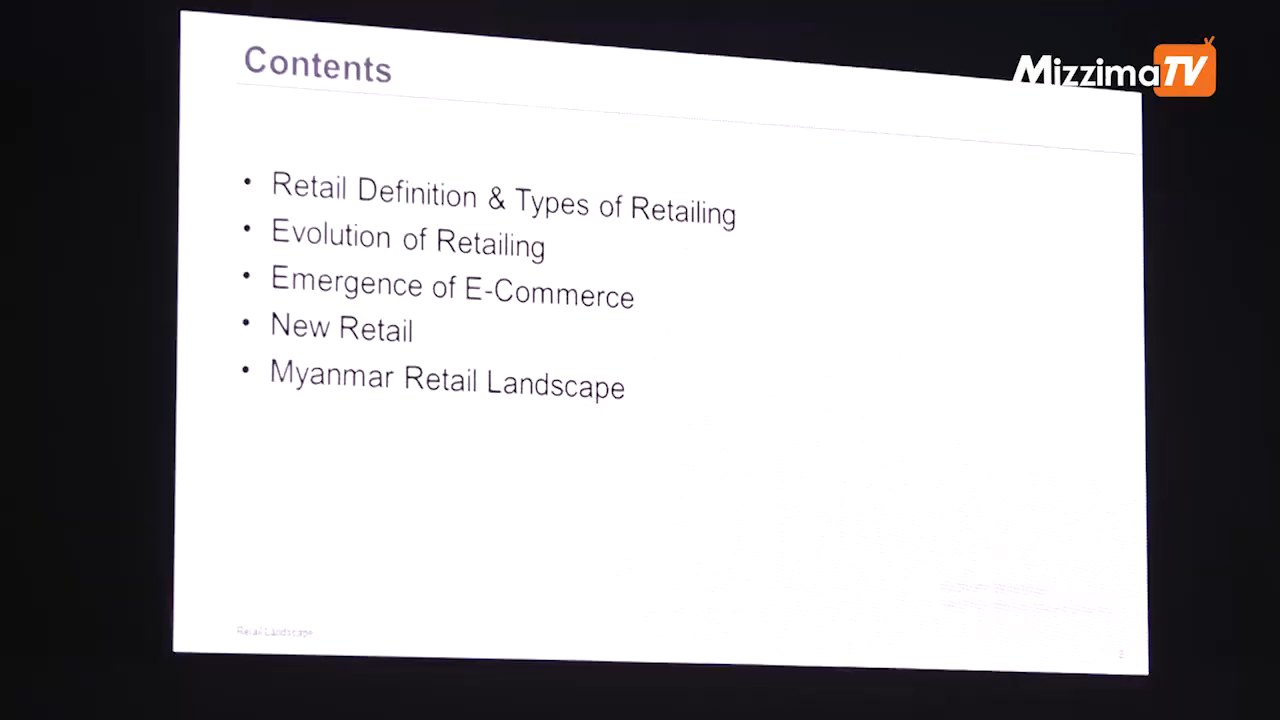 Contents
MizzimaTV
• Retail Definition & Types of Retailing
• Evolution of Retailing
• Emergence of E-Commerce
• New Retail
• Myanmar Retail Landscape
Retail Landscape